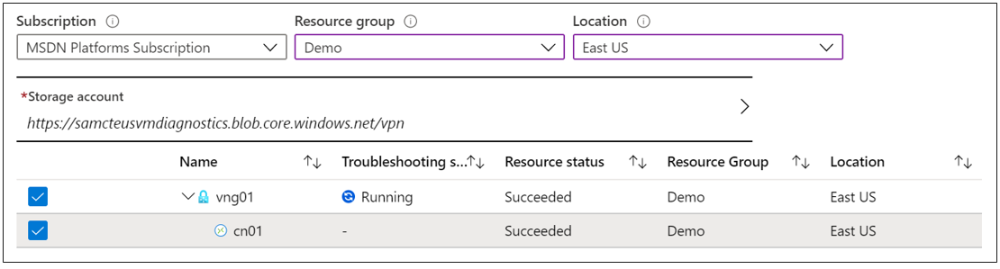 Subscription Resource group Location
MSDN Platforms Subscription Demo East US
*Storage account
https://samcteusvmdiagnostics.blob.core.windows.net/vpn
Name Troubleshooting s... Resource status Resource Group Location
vng01 Running Succeeded Demo East US
cn01 - Succeeded Demo East US